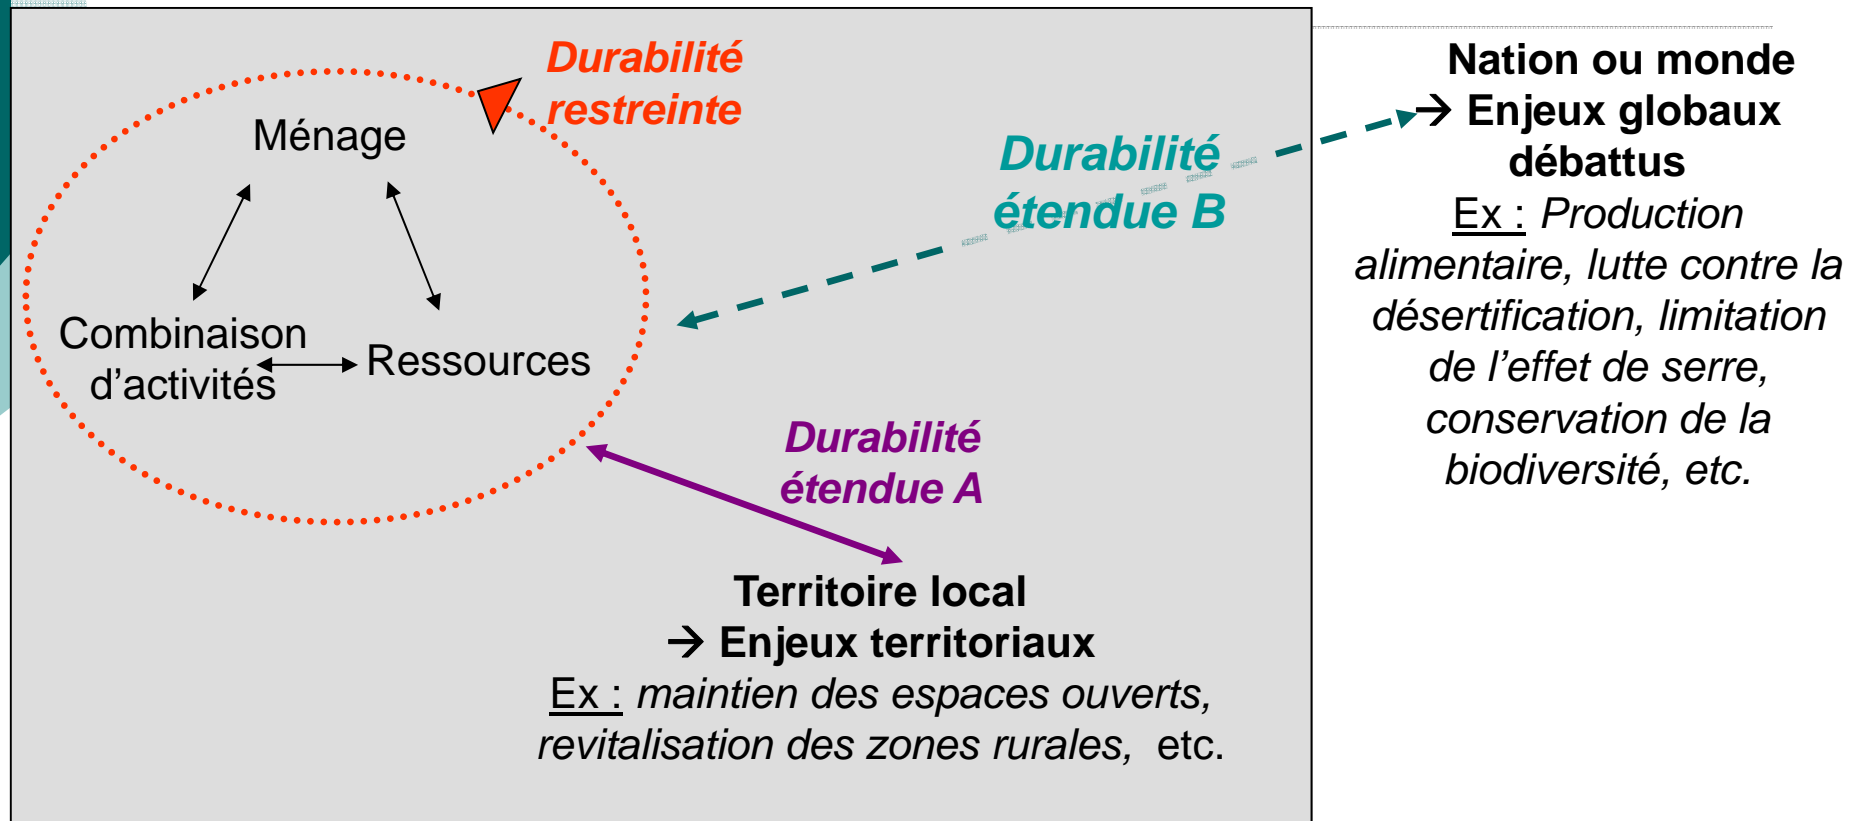 Durabilité
restreinte
Ménage
Combinaison
d’activités
Ressources
Durabilité
étendue B
Durabilité
étendue A
Territoire local
→ Enjeux territoriaux
Ex : maintien des espaces ouverts,
revitalisation des zones rurales, etc.
Nation ou monde
→ Enjeux globaux
débattus
Ex : Production
alimentaire, lutte contre la
désertification, limitation
de l’effet de serre,
conservation de la
biodiversité, etc.